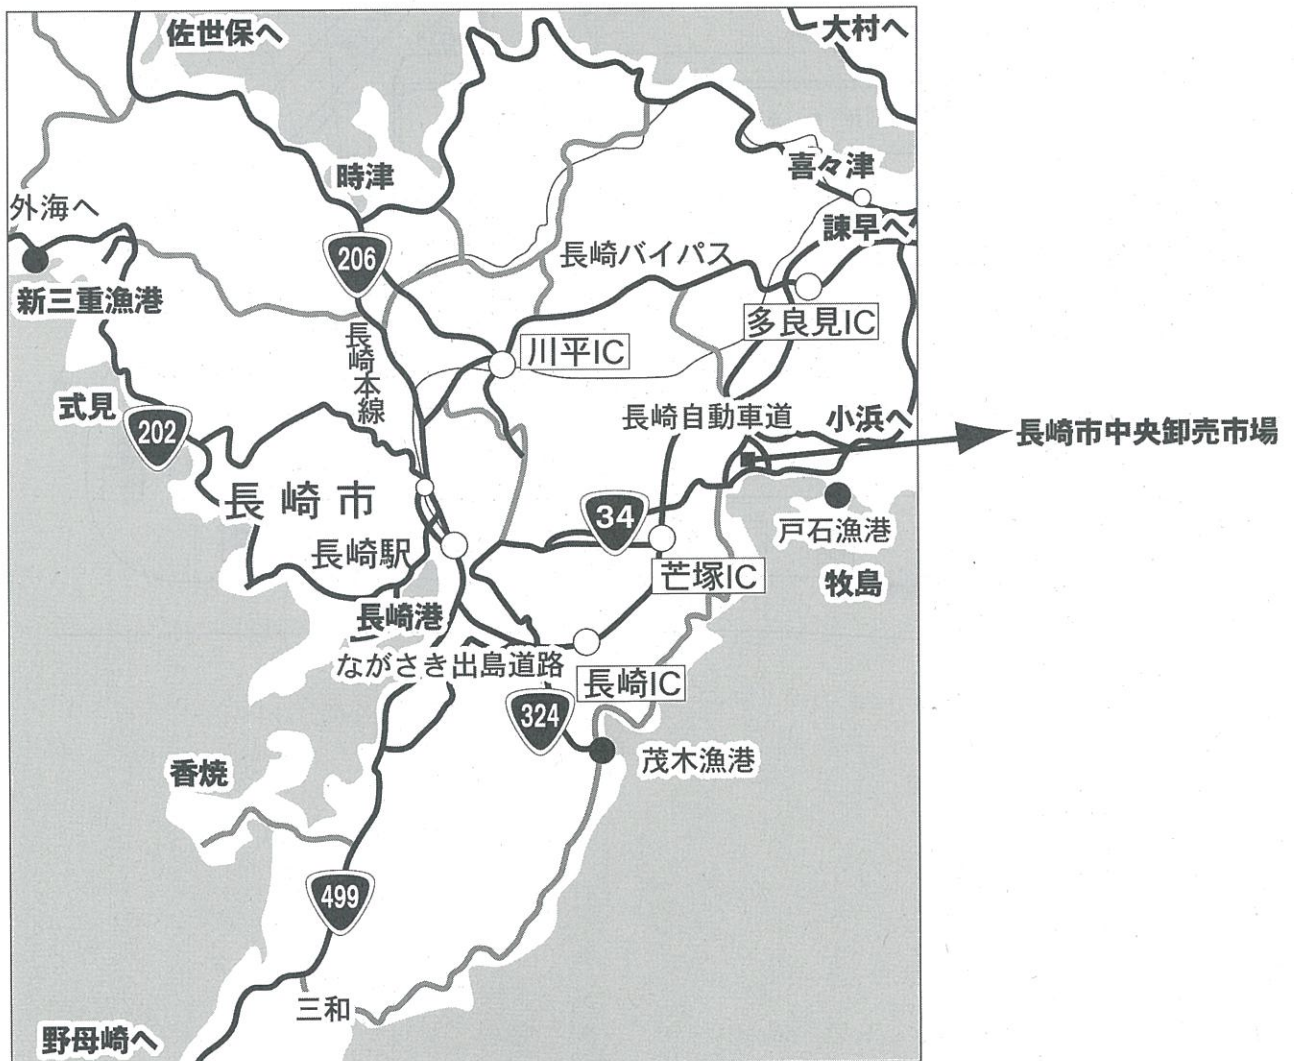 佐世保へ
大村へ
時津
喜々津
外海へ
諫早へ
206
長崎バイパス
新三重漁港
多良見IC
長崎本線
川平IC
式見
202
長崎自動車道
小浜へ
長崎市中央卸売市場
長崎市
34
戸石漁港
長崎駅
芒塚IC
牧島
長崎港
ながさき出島道路
長崎IC
324
茂木漁港
香焼
499
三和
野母崎へ